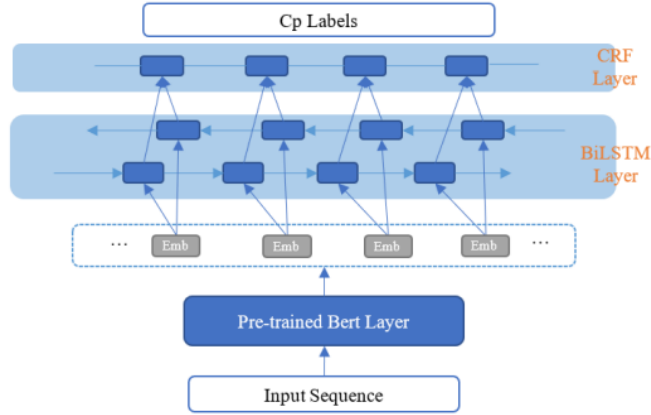 Cp Labels
CRF
Layer
BiLSTM
Layer
... Emb Emb Emb Emb ...
Pre-trained Bert Layer
Input Sequence